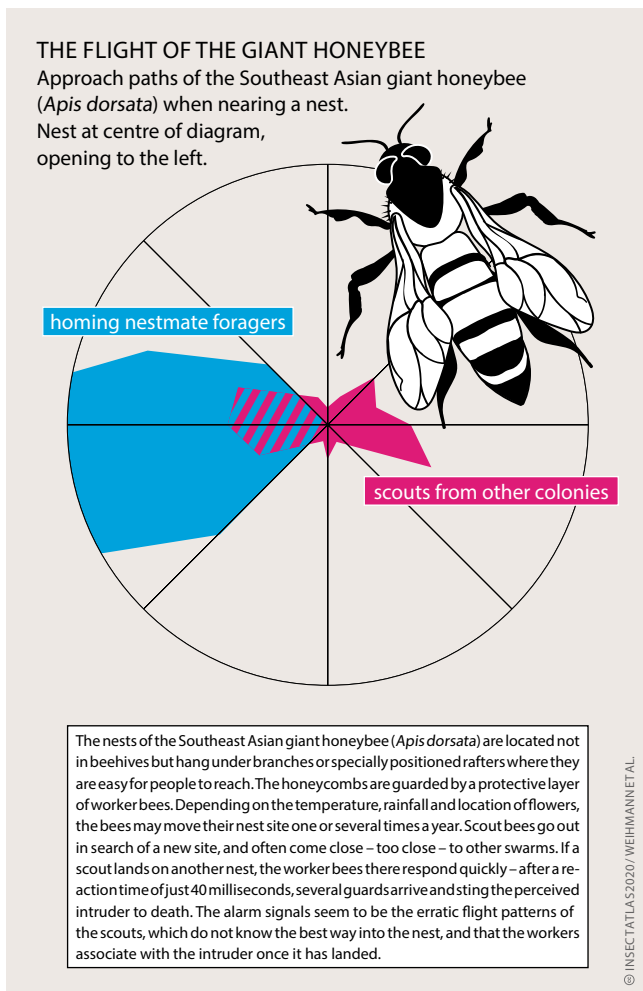 THE FLIGHT OF THE GIANT HONEYBEE
Approach paths of the Southeast Asian giant honeybee
(Apis dorsata) when nearing a nest.
Nest at centre of diagram,
opening to the left.
homing nestmate foragers
scouts from other colonies
The nests of the Southeast Asian giant honeybee (Apis dorsata) are located not
in beehives but hang under branches or specially positioned rafters where they
are easy for people to reach. The honeycombs are guarded by a protective layer
of worker bees. Depending on the temperature, rainfall and location of flowers,
the bees may move their nest site one or several times a year. Scout bees go out
in search of a new site, and often come close – too close – to other swarms. If a
scout lands on another nest, the worker bees there respond quickly – after a re-
action time of just 40 milliseconds, several guards arrive and sting the perceived
intruder to death. The alarm signals seem to be the erratic flight patterns of
the scouts, which do not know the best way into the nest, and that the workers
associate with the intruder once it has landed.
INSECT ATLAS 2020 / WEIHMANN ET AL.